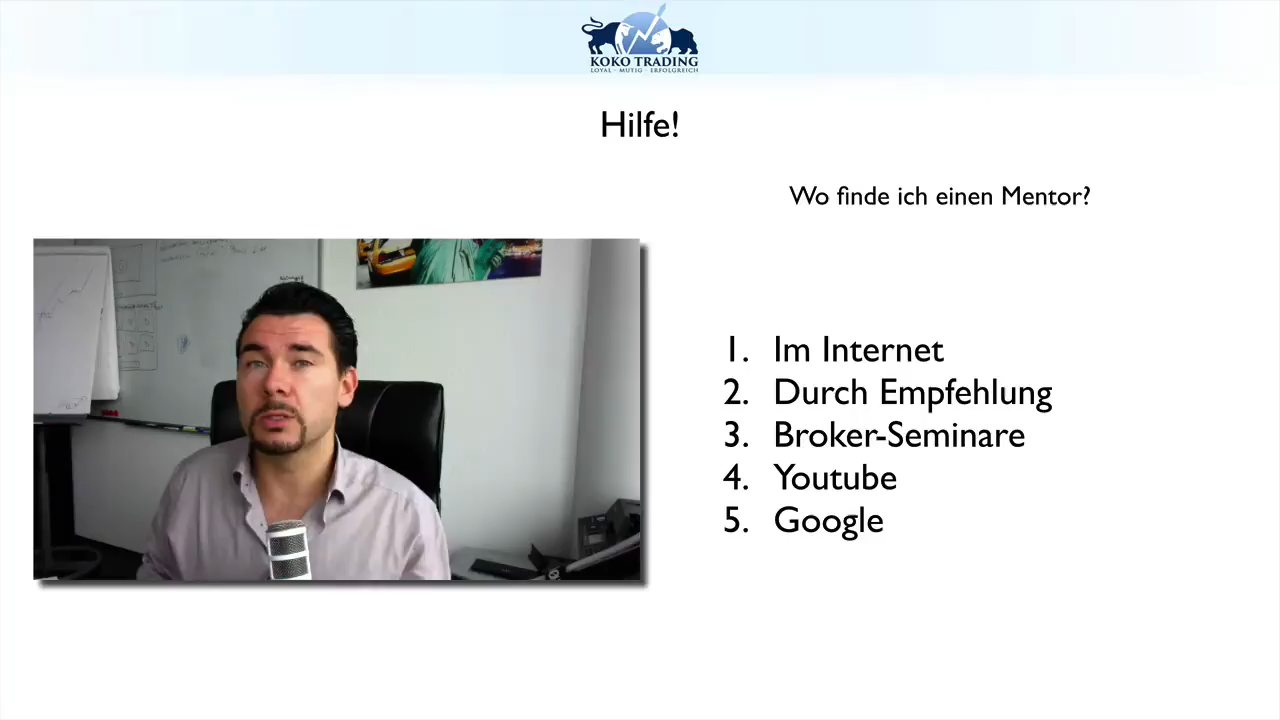 KOKO TRADING
LOYAL · MUTIG · ERFOLGREICH
Hilfe!
Wo finde ich einen Mentor?
1. Im Internet
2. Durch Empfehlung
3. Broker-Seminare
4. Youtube
5. Google